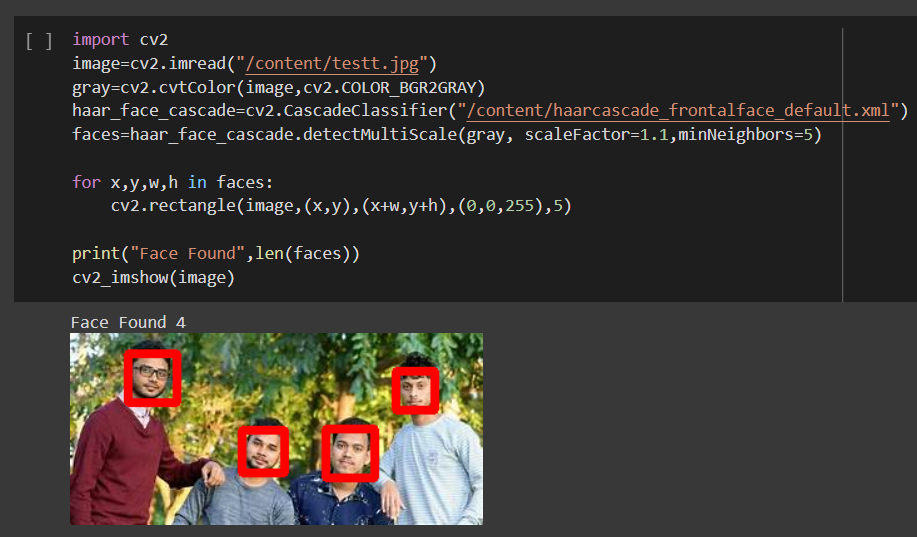 [ ] import cv2
image=cv2.imread("/content/testt.jpg")
gray=cv2.cvtColor(image,cv2.COLOR_BGR2GRAY)
haar_face_cascade=cv2.CascadeClassifier("/content/haarcascade_frontalface_default.xml")
faces=haar_face_cascade.detectMultiScale(gray, scaleFactor=1.1,minNeighbors=5)
for x,y,w,h in faces:
    cv2.rectangle(image,(x,y),(x+w,y+h),(0,0,255),5)
print("Face Found",len(faces))
cv2_imshow(image)
Face Found 4